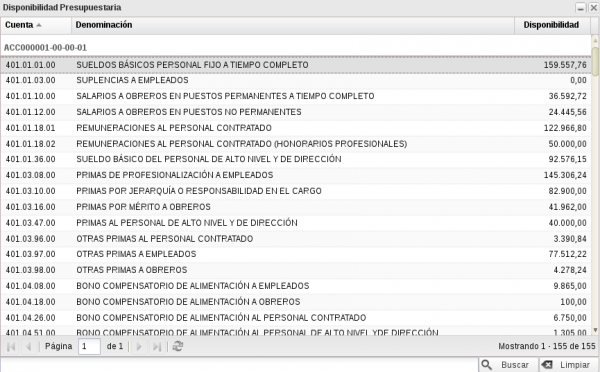 Disponibilidad Presupuestaria
Cuenta Denominación Disponibilidad
ACC000001-00-00-01
401.01.01.00 SUELDOS BÁSICOS PERSONAL FIJO A TIEMPO COMPLETO 159.557,76
401.01.03.00 SUPLENCIAS A EMPLEADOS 0,00
401.01.10.00 SALARIOS A OBREROS EN PUESTOS PERMANENTES A TIEMPO COMPLETO 36.592,72
401.01.12.00 SALARIOS A OBREROS EN PUESTOS NO PERMANENTES 24.445,56
401.01.18.01 REMUNERACIONES AL PERSONAL CONTRATADO 122.966,80
401.01.18.02 REMUNERACIONES AL PERSONAL CONTRATADO (HONORARIOS PROFESIONALES) 50.000,00
401.01.36.00 SUELDO BÁSICO DEL PERSONAL DE ALTO NIVEL Y DE DIRECCIÓN 92.576,15
401.03.08.00 PRIMAS DE PROFESIONALIZACIÓN A EMPLEADOS 145.306,24
401.03.10.00 PRIMAS POR JERARQUÍA O RESPONSABILIDAD EN EL CARGO 82.900,00
401.03.16.00 PRIMAS POR MÉRITO A OBREROS 41.962,00
401.03.47.00 PRIMAS AL PERSONAL DE ALTO NIVEL Y DE DIRECCIÓN 40.000,00
401.03.96.00 OTRAS PRIMAS AL PERSONAL CONTRATADO 3.390,84
401.03.97.00 OTRAS PRIMAS A EMPLEADOS 77.512,22
401.03.98.00 OTRAS PRIMAS A OBREROS 4.278,24
401.04.08.00 BONO COMPENSATORIO DE ALIMENTACIÓN A EMPLEADOS 9.865,00
401.04.18.00 BONO COMPENSATORIO DE ALIMENTACIÓN A OBREROS 100,00
401.04.26.00 BONO COMPENSATORIO DE ALIMENTACIÓN AL PERSONAL CONTRATADO 6.750,00
401.04.51.00 BONO COMPENSATORIO DE ALIMENTACIÓN AL PERSONAL DE ALTO NIVEL YDE DIRECCIÓN 1.305,00
Página 1 de 1 Mostrando 1 - 155 de 155
Buscar Limpiar